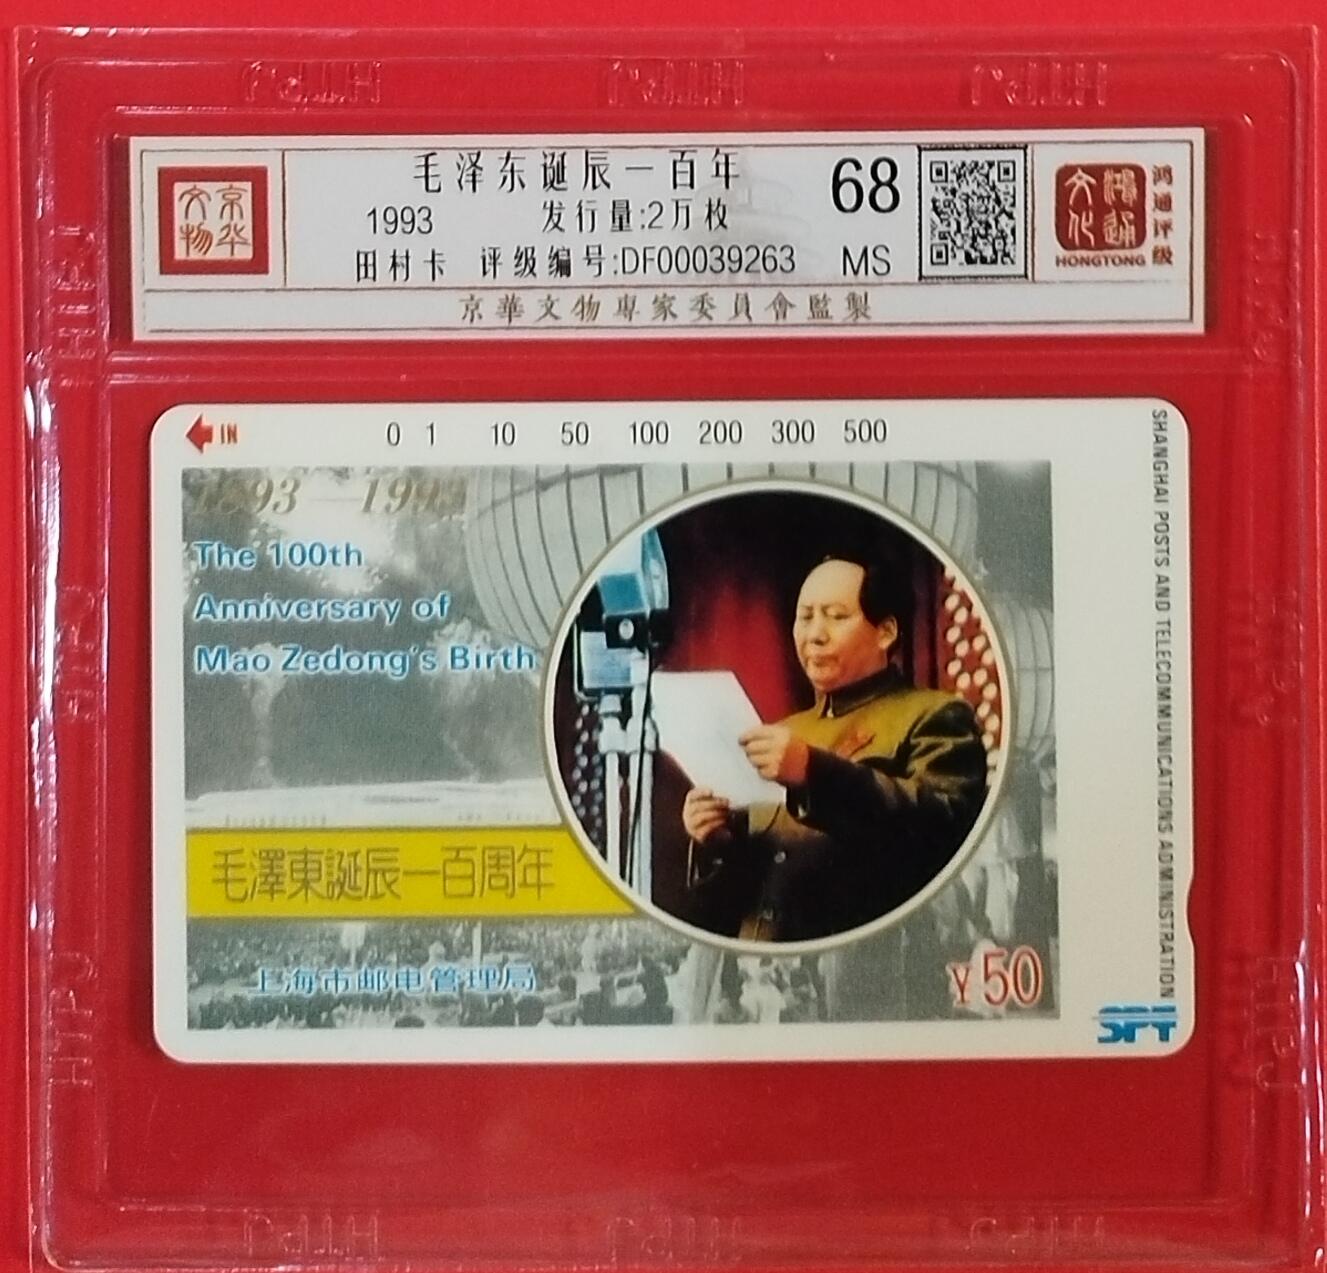 毛泽东诞辰一百年
1993 发行量:2万枚
田村卡 评级编号:DF00039263
68
MS
京华文物
鸿通文化
HONGTONG
鸿通评级
京華文物專家委員會監製
IN
0 1 10 50 100 200 300 500
1893—199
The 100th
Anniversary of
Mao Zedong's Birth
毛澤東誕辰一百周年
上海市邮电管理局
¥50
SHANGHAI POSTS AND TELECOMMUNICATIONS ADMINISTRATION
SPT